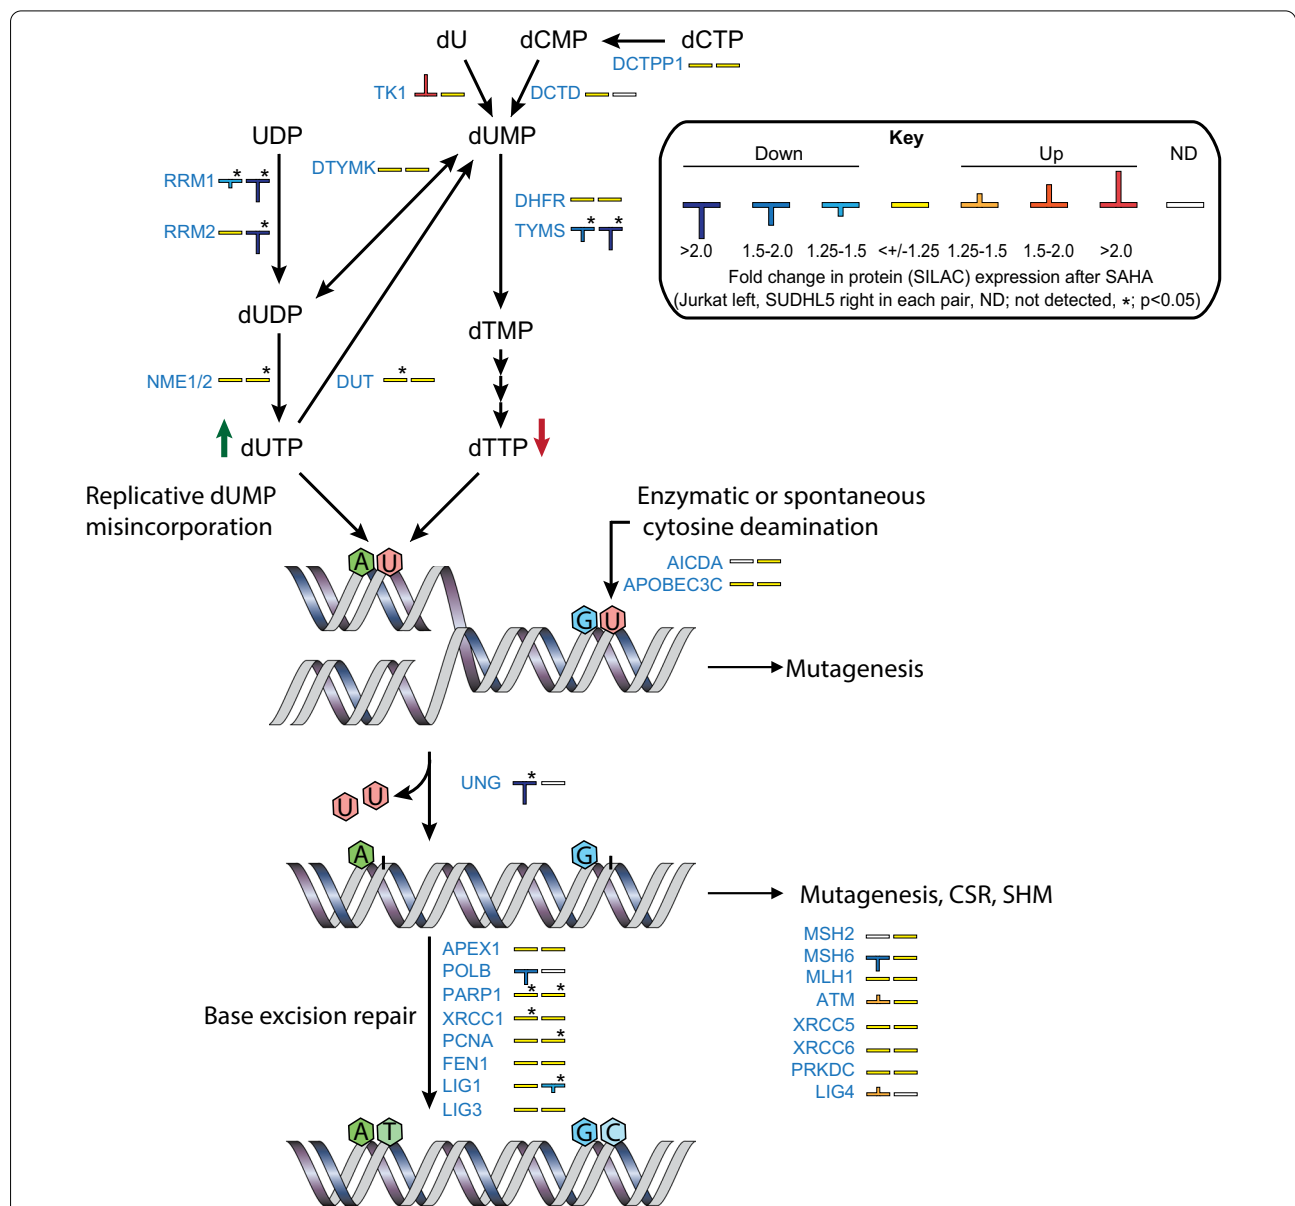 dU
dCMP
dCTP
DCTPP1
TK1
DCTD
UDP
dUMP
Key
Down
Up
ND
>2.0
1.5-2.0
1.25-1.5
<+/-1.25
1.25-1.5
1.5-2.0
>2.0
Fold change in protein (SILAC) expression after SAHA
(Jurkat left, SUDHL5 right in each pair, ND; not detected, *; p<0.05)
RRM1 * *
DTYMK
RRM2 *
DHFR
TYMS * *
dUDP
dTMP
NME1/2 *
DUT *
dUTP
dTTP
Replicative dUMP
misincorporation
Enzymatic or spontaneous
cytosine deamination
AICDA
APOBEC3C
A U
G U
Mutagenesis
UNG *
U U
A
G
Mutagenesis, CSR, SHM
MSH2
MSH6
MLH1
ATM
XRCC5
XRCC6
PRKDC
LIG4
Base excision repair
APEX1
POLB
PARP1 * *
XRCC1 *
PCNA *
FEN1
LIG1 *
LIG3
A T
G C